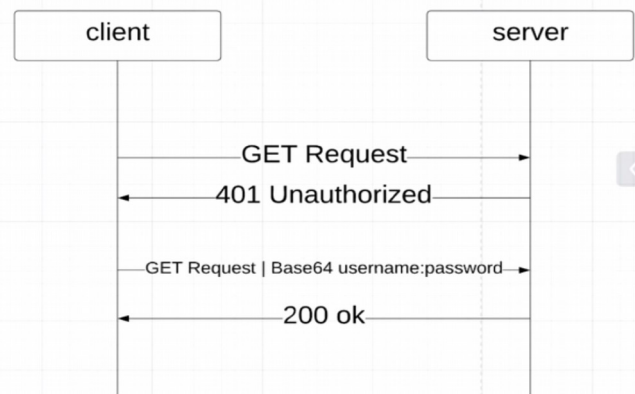 client
server
GET Request
401 Unauthorized
GET Request | Base64 username:password
200 ok